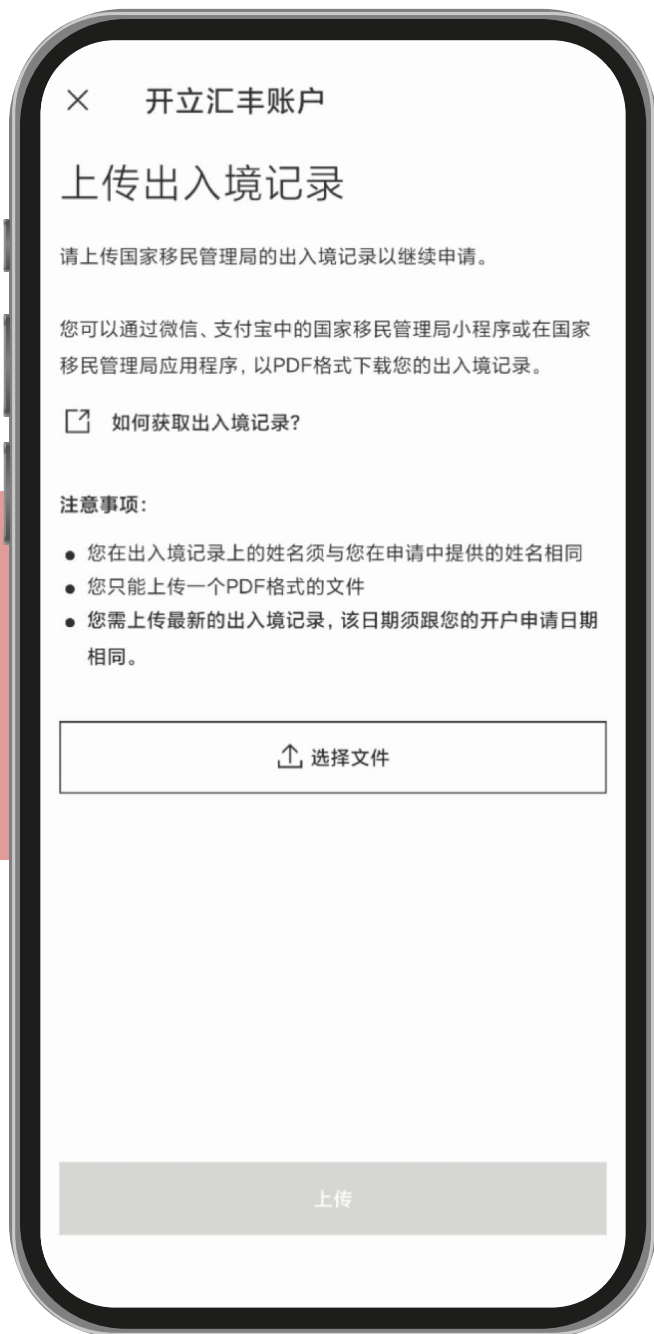 开立汇丰账户
上传出入境记录
请上传国家移民管理局的出入境记录以继续申请。
您可以通过微信、支付宝中的国家移民管理局小程序或在国家
移民管理局应用程序，以PDF格式下载您的出入境记录。
如何获取出入境记录?
注意事项：
● 您在出入境记录上的姓名须与您在申请中提供的姓名相同
● 您只能上传一个PDF格式的文件
● 您需上传最新的出入境记录，该日期须跟您的开户申请日期
相同。
选择文件
上传